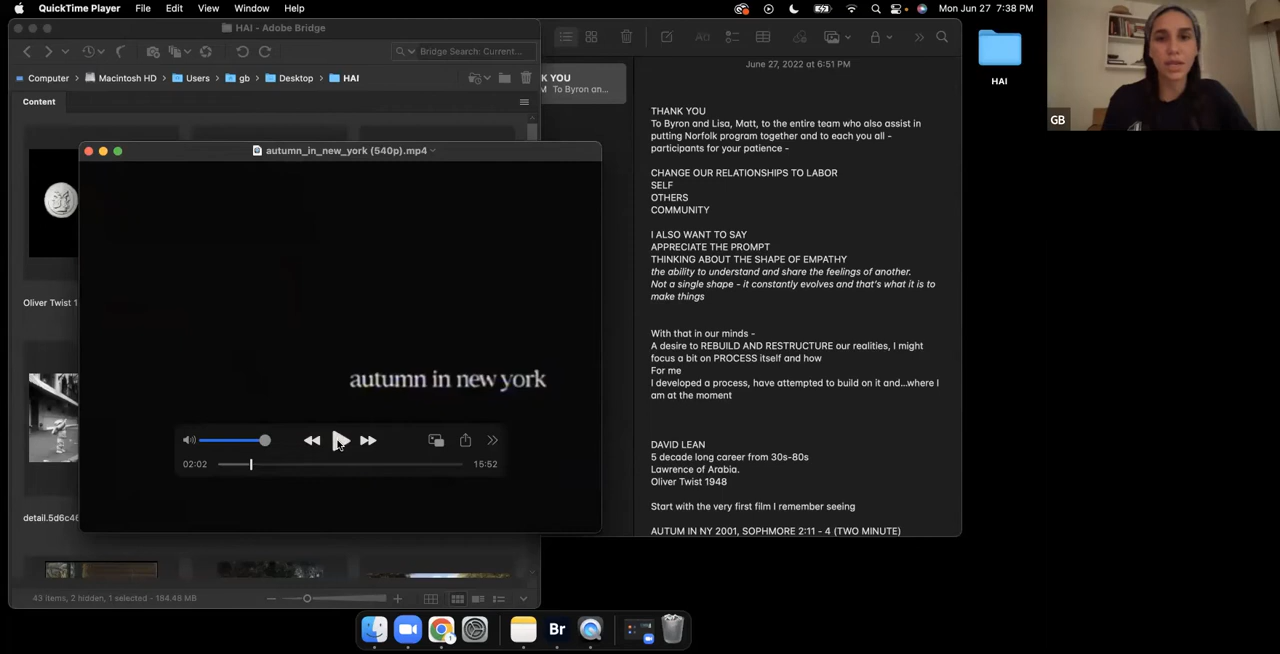 QuickTime Player File Edit View Window Help
Mon Jun 27 7:38 PM
HAI - Adobe Bridge
Bridge Search: Current...
Computer Macintosh HD Users gb Desktop HAI
Content
Oliver Twist 1
detail.5d6c46
43 items, 2 hidden, 1 selected - 184.48 MB
autumn_in_new_york (540p).mp4
autumn in new york
02:02
15:52
K YOU
M To Byron an...
June 27, 2022 at 6:51 PM
THANK YOU
To Byron and Lisa, Matt, to the entire team who also assist in
putting Norfolk program together and to each you all -
participants for your patience -
CHANGE OUR RELATIONSHIPS TO LABOR
SELF
OTHERS
COMMUNITY
I ALSO WANT TO SAY
APPRECIATE THE PROMPT
THINKING ABOUT THE SHAPE OF EMPATHY
the ability to understand and share the feelings of another.
Not a single shape - it constantly evolves and that's what it is to
make things
With that in our minds -
A desire to REBUILD AND RESTRUCTURE our realities, I might
focus a bit on PROCESS itself and how
For me
I developed a process, have attempted to build on it and...where I
am at the moment
DAVID LEAN
5 decade long career from 30s-80s
Lawrence of Arabia.
Oliver Twist 1948
Start with the very first film I remember seeing
AUTUM IN NY 2001, SOPHMORE 2:11 - 4 (TWO MINUTE)
HAI
GB
Br